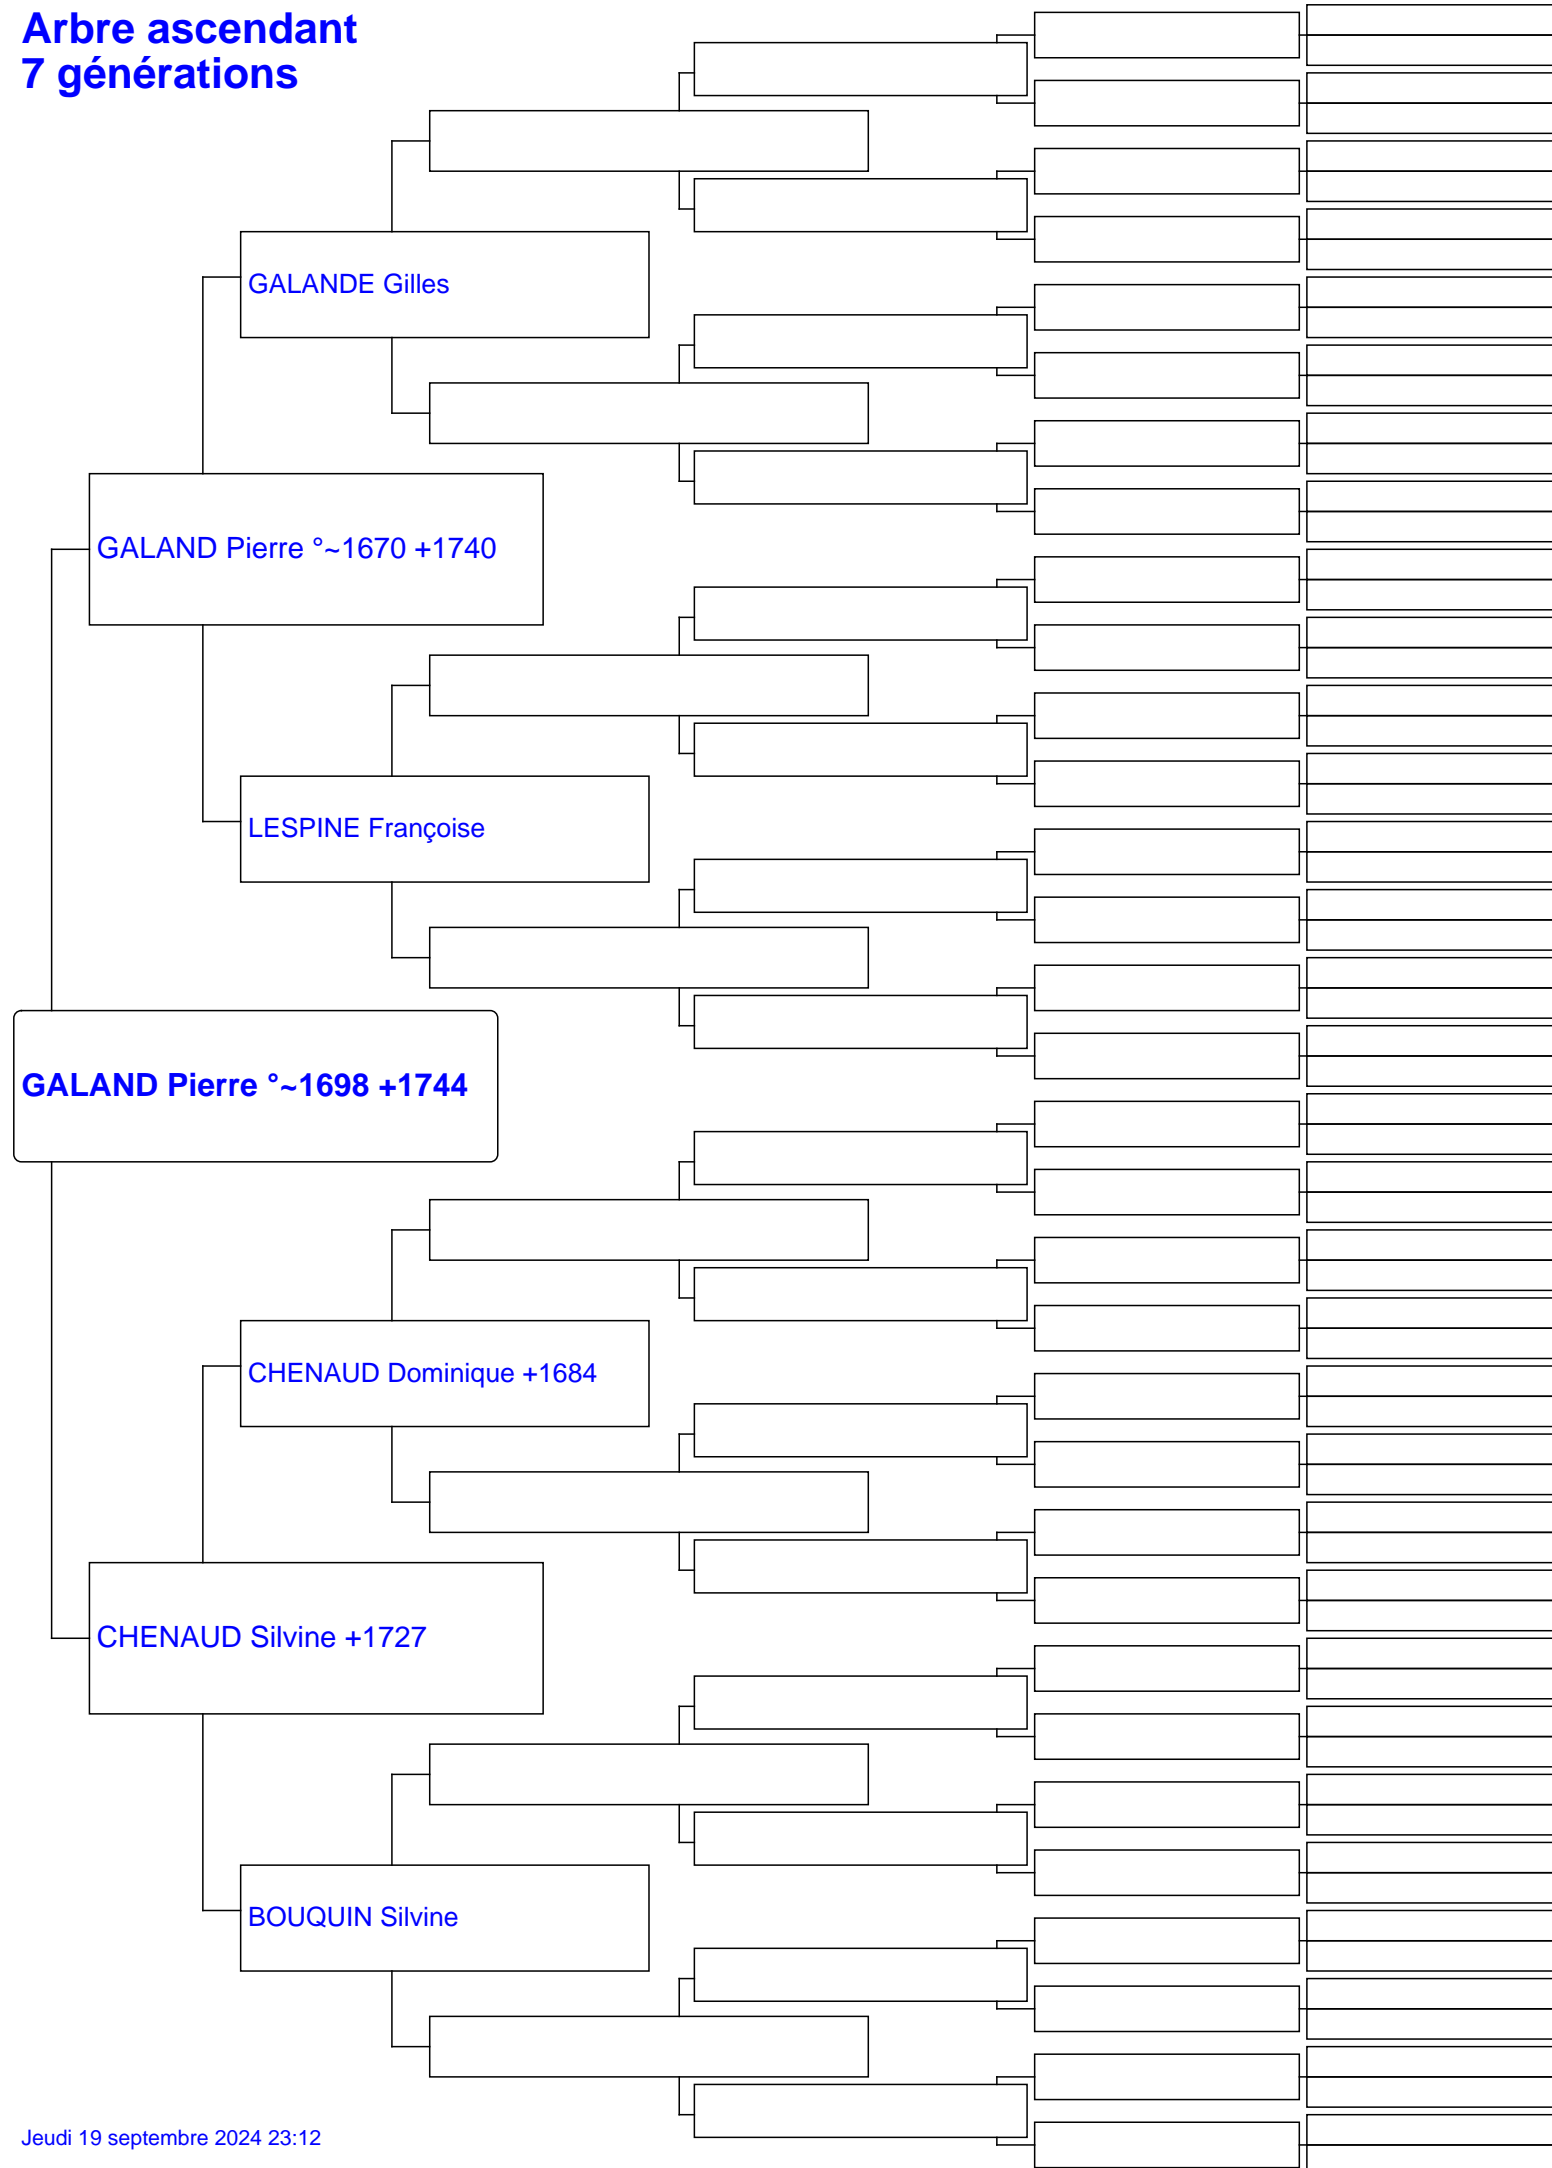 Arbre ascendant
7 générations
GALANDE Gilles
GALAND Pierre °~1670 +1740
LESPINE Françoise
GALAND Pierre °~1698 +1744
CHENAUD Dominique +1684
CHENAUD Silvine +1727
BOUQUIN Silvine
Jeudi 19 septembre 2024 23:12